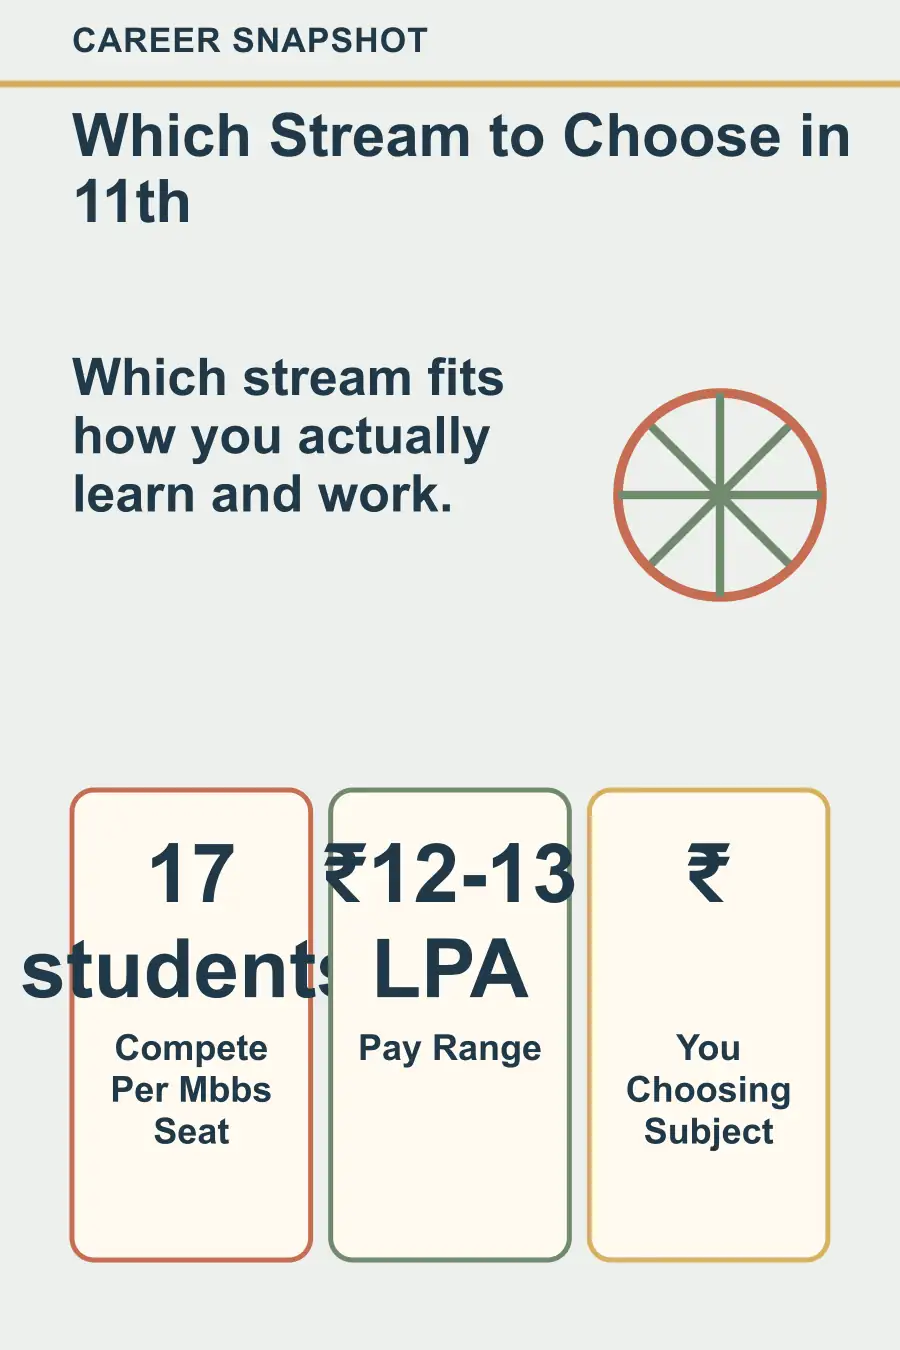 CAREER SNAPSHOT
Which Stream to Choose in
11th
Which stream fits
how you actually
learn and work.
17
students
Compete
Per Mbbs
Seat
₹12-13
LPA
Pay Range
₹
You
Choosing
Subject